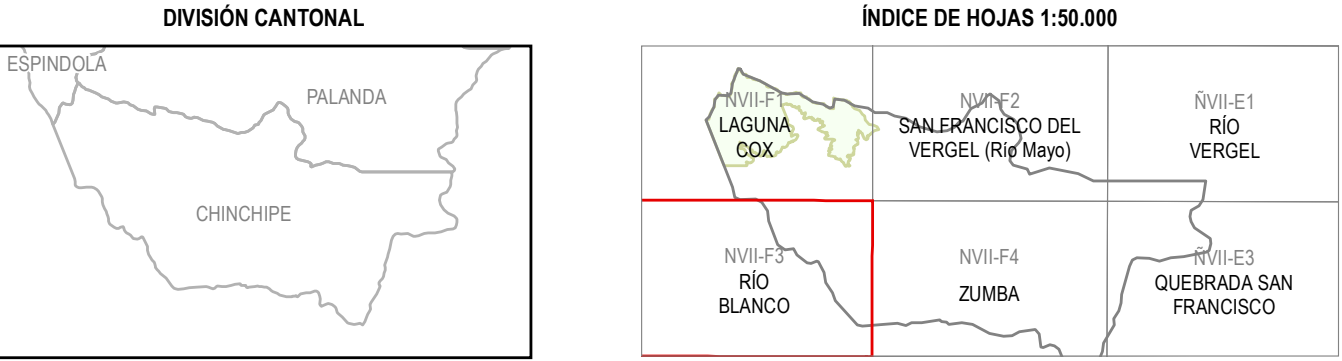 DIVISIÓN CANTONAL
ESPINDOLA
PALANDA
CHINCHIPE
ÍNDICE DE HOJAS 1:50.000
NVII-F1
LAGUNA
COX
NVII-F2
SAN FRANCISCO DEL
VERGEL (Río Mayo)
ÑVII-E1
RÍO
VERGEL
NVII-F3
RÍO
BLANCO
NVII-F4
ZUMBA
ÑVII-E3
QUEBRADA SAN
FRANCISCO